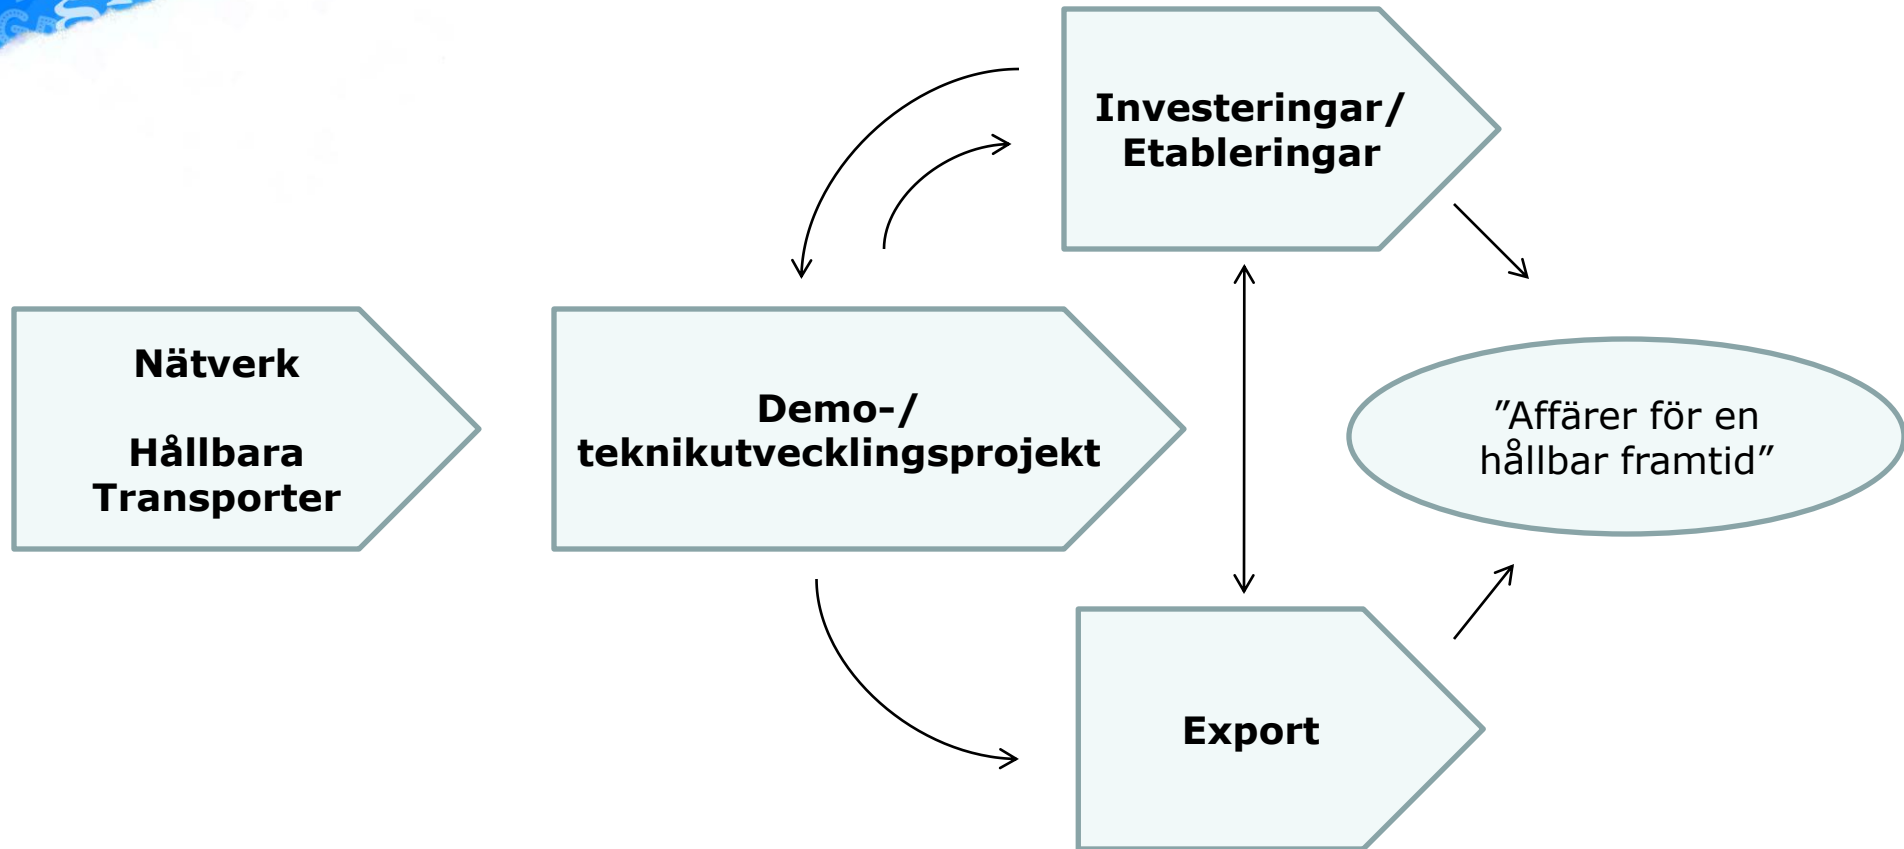 Investeringar/
Etableringar
Nätverk
Hållbara
Transporter
Demo-/
teknikutvecklingsprojekt
”Affärer för en
hållbar framtid”
Export